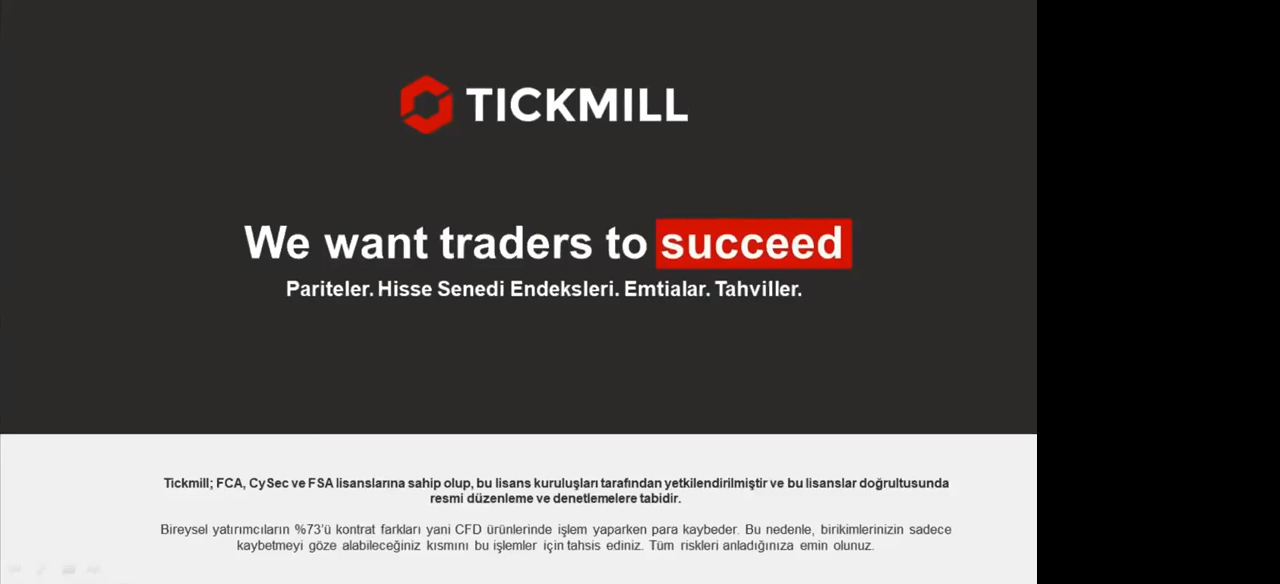 TICKMILL
We want traders to succeed
Pariteler. Hisse Senedi Endeksleri. Emtialar. Tahviller.
Tickmill; FCA, CySec ve FSA lisanslarına sahip olup, bu lisans kuruluşları tarafından yetkilendirilmiştir ve bu lisanslar doğrultusunda
resmi düzenleme ve denetlemelere tabidir.
Bireysel yatırımcıların %73'ü kontrat farkları yani CFD ürünlerinde işlem yaparken para kaybeder. Bu nedenle, birikimlerinizin sadece
kaybetmeyi göze alabileceğiniz kısmını bu işlemler için tahsis ediniz. Tüm riskleri anladığınıza emin olunuz.